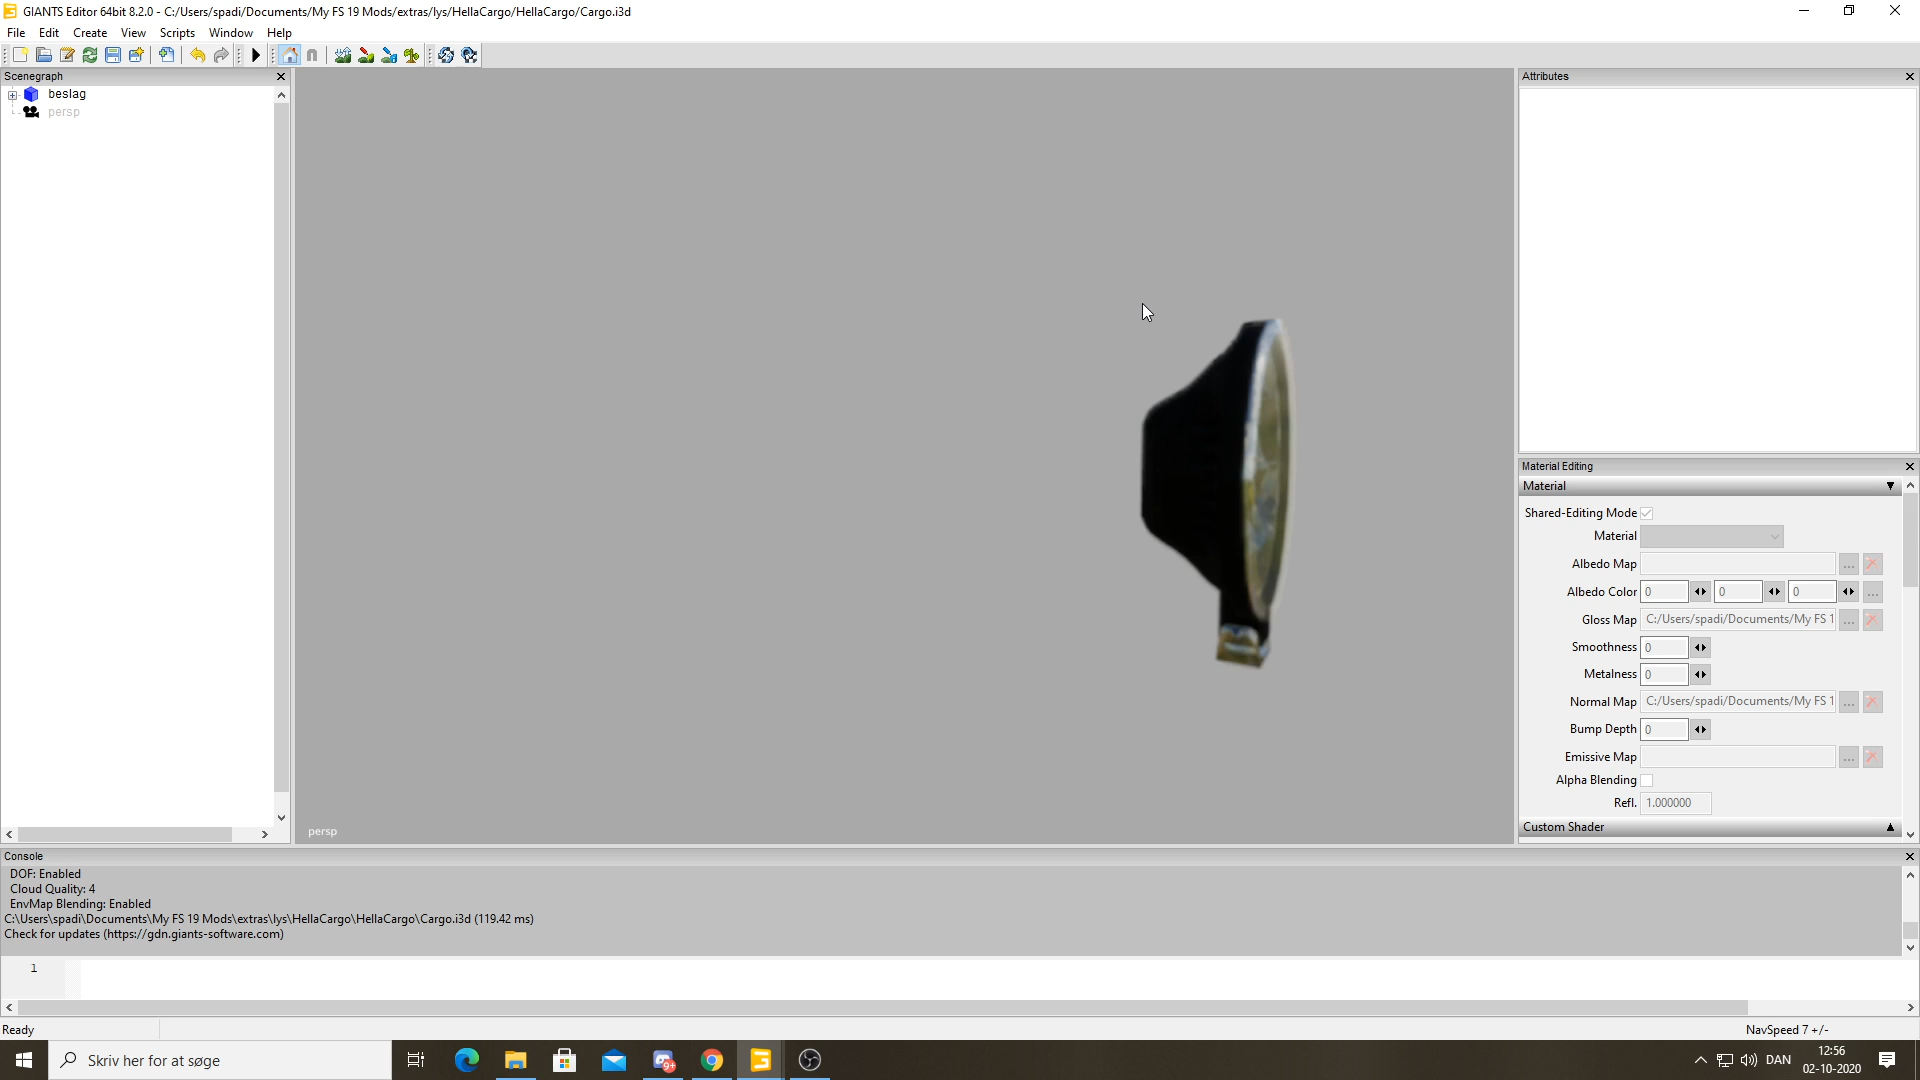 GIANTS Editor 64bit 8.2.0 - C:/Users/spadi/Documents/My FS 19 Mods/extras/lys/HellaCargo/HellaCargo/Cargo.i3d
File Edit Create View Scripts Window Help
Scenegraph
beslag
persp
persp
Attributes
Material Editing
Material
Shared-Editing Mode
Material
Albedo Map ...
Albedo Color 0 0 0 ...
Gloss Map C:/Users/spadi/Documents/My FS 1 ...
Smoothness 0
Metalness 0
Normal Map C:/Users/spadi/Documents/My FS 1 ...
Bump Depth 0
Emissive Map ...
Alpha Blending
Refl. 1.000000
Custom Shader
Console
DOF: Enabled
Cloud Quality: 4
EnvMap Blending: Enabled
C:\Users\spadi\Documents\My FS 19 Mods\extras\lys\HellaCargo\HellaCargo\Cargo.i3d (119.42 ms)
Check for updates (https://gdn.giants-software.com)
1
Ready
NavSpeed 7 +/-
Skriv her for at søge
9+
DAN
12:56
02-10-2020